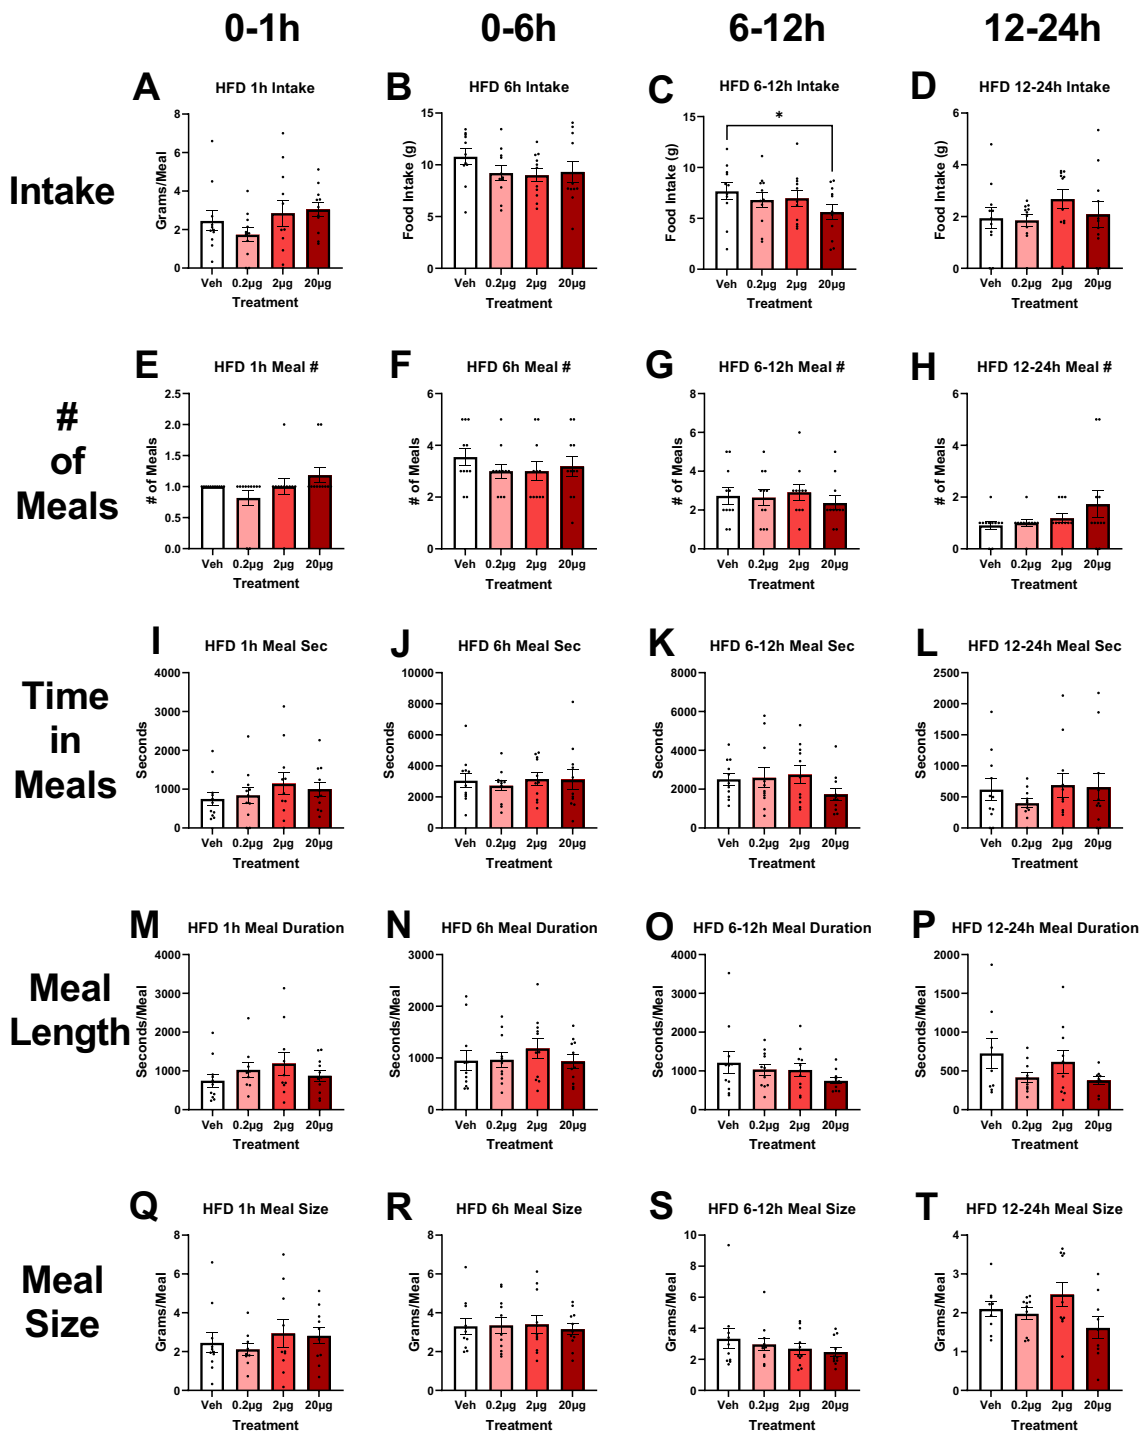 0-1h 0-6h 6-12h 12-24h
Intake
A HFD 1h Intake
Grams/Meal
8
6
4
2
0
Veh 0.2µg 2µg 20µg
Treatment
B HFD 6h Intake
Food Intake (g)
15
10
5
0
Veh 0.2µg 2µg 20µg
Treatment
C HFD 6-12h Intake
Food Intake (g)
15
10
5
0
*
Veh 0.2µg 2µg 20µg
Treatment
D HFD 12-24h Intake
Food Intake (g)
6
4
2
0
Veh 0.2µg 2µg 20µg
Treatment
#
of
Meals
E HFD 1h Meal #
# of Meals
2.5
2.0
1.5
1.0
0.5
0.0
Veh 0.2µg 2µg 20µg
Treatment
F HFD 6h Meal #
# of Meals
6
4
2
0
Veh 0.2µg 2µg 20µg
Treatment
G HFD 6-12h Meal #
# of Meals
8
6
4
2
0
Veh 0.2µg 2µg 20µg
Treatment
H HFD 12-24h Meal #
# of Meals
6
4
2
0
Veh 0.2µg 2µg 20µg
Treatment
Time
in
Meals
I HFD 1h Meal Sec
Seconds
4000
3000
2000
1000
0
Veh 0.2µg 2µg 20µg
Treatment
J HFD 6h Meal Sec
Seconds
10000
8000
6000
4000
2000
0
Veh 0.2µg 2µg 20µg
Treatment
K HFD 6-12h Meal Sec
Seconds
8000
6000
4000
2000
0
Veh 0.2µg 2µg 20µg
Treatment
L HFD 12-24h Meal Sec
Seconds
2500
2000
1500
1000
500
0
Veh 0.2µg 2µg 20µg
Treatment
Meal
Length
M HFD 1h Meal Duration
Seconds/Meal
4000
3000
2000
1000
0
Veh 0.2µg 2µg 20µg
Treatment
N HFD 6h Meal Duration
Seconds/Meal
3000
2000
1000
0
Veh 0.2µg 2µg 20µg
Treatment
O HFD 6-12h Meal Duration
Seconds/Meal
4000
3000
2000
1000
0
Veh 0.2µg 2µg 20µg
Treatment
P HFD 12-24h Meal Duration
Seconds/Meal
2000
1500
1000
500
0
Veh 0.2µg 2µg 20µg
Treatment
Meal
Size
Q HFD 1h Meal Size
Grams/Meal
8
6
4
2
0
Veh 0.2µg 2µg 20µg
Treatment
R HFD 6h Meal Size
Grams/Meal
8
6
4
2
0
Veh 0.2µg 2µg 20µg
Treatment
S HFD 6-12h Meal Size
Grams/Meal
10
8
6
4
2
0
Veh 0.2µg 2µg 20µg
Treatment
T HFD 12-24h Meal Size
Grams/Meal
4
3
2
1
0
Veh 0.2µg 2µg 20µg
Treatment